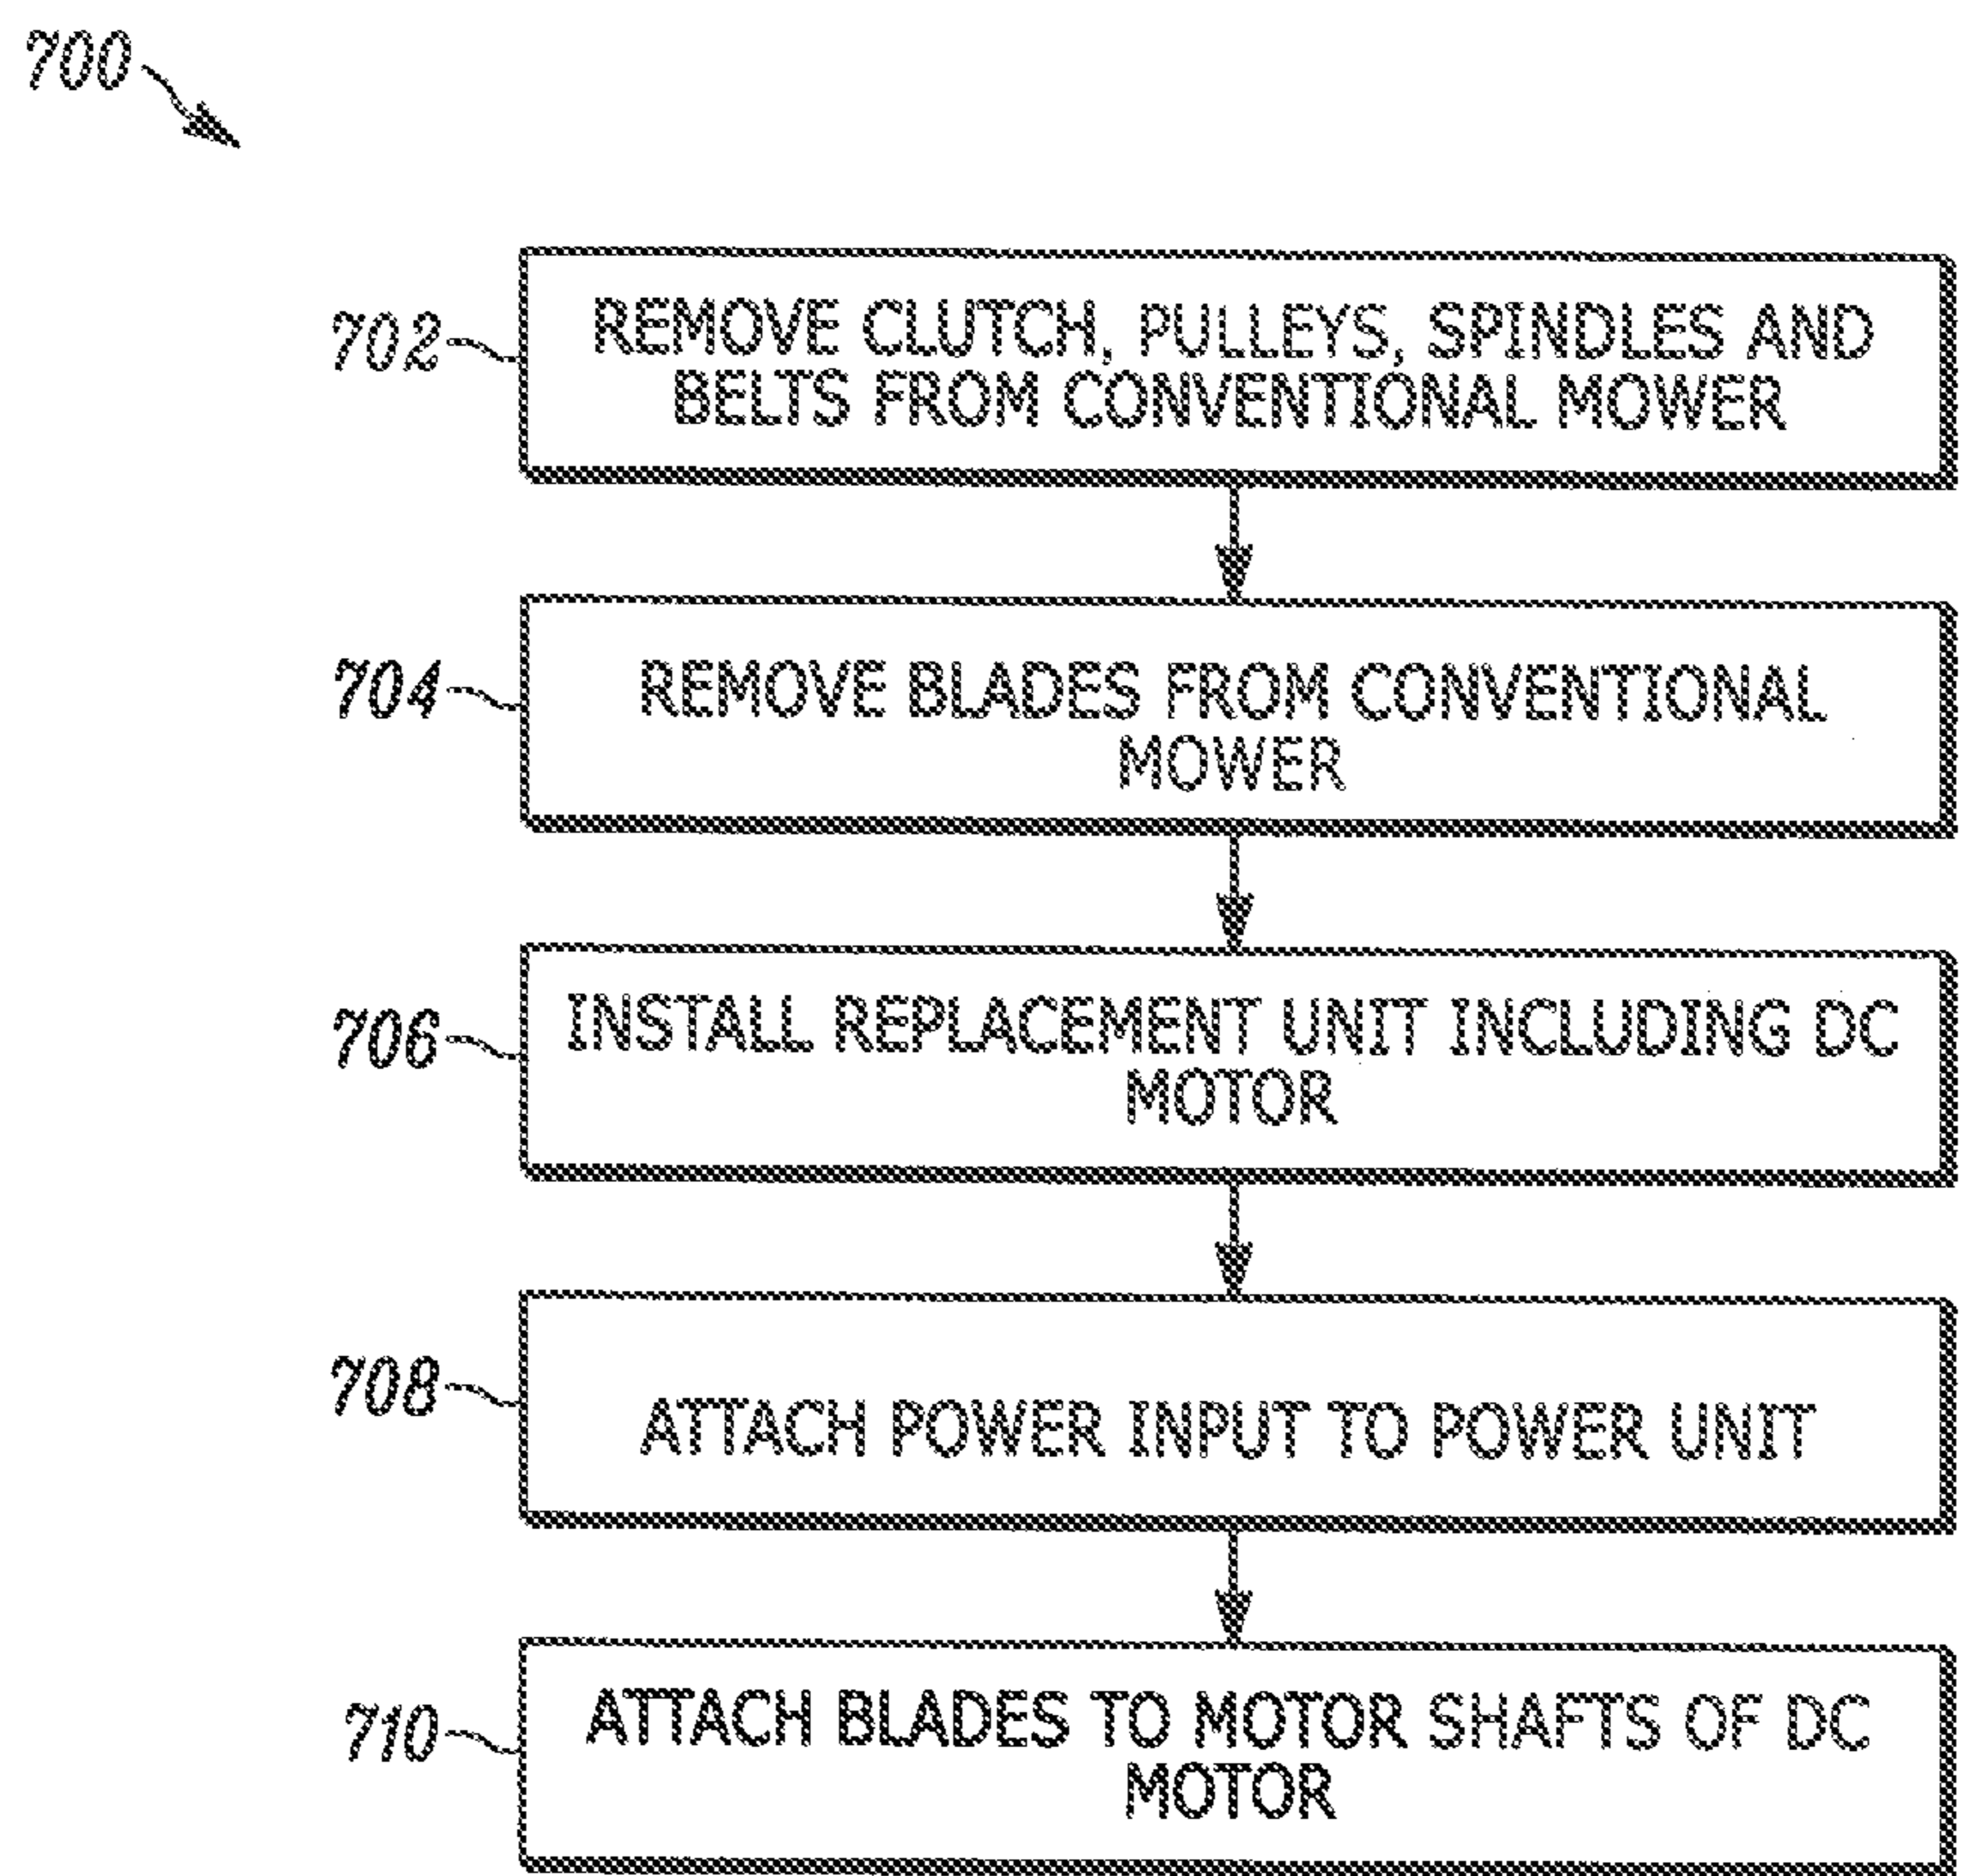 700
702
REMOVE CLUTCH, PULLEYS, SPINDLES AND
BELTS FROM CONVENTIONAL MOWER
704
REMOVE BLADES FROM CONVENTIONAL
MOWER
706
INSTALL REPLACEMENT UNIT INCLUDING DC
MOTOR
708
ATTACH POWER INPUT TO POWER UNIT
710
ATTACH BLADES TO MOTOR SHAFTS OF DC
MOTOR